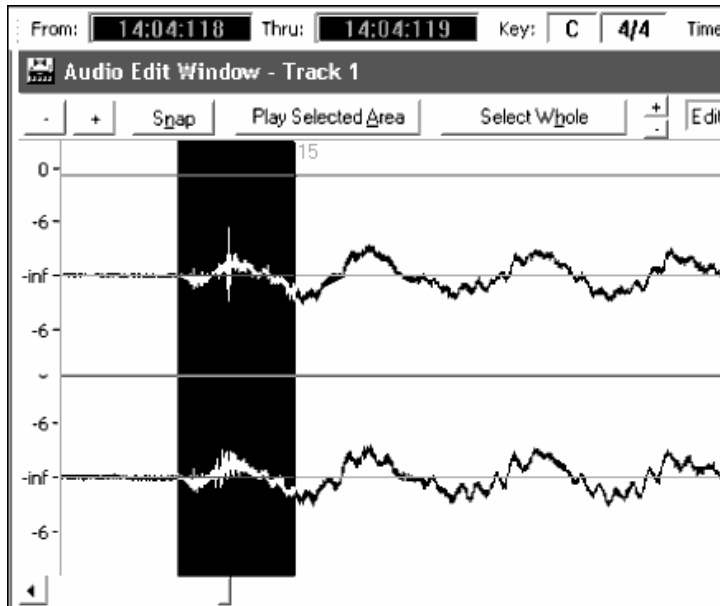 From: 14:04:118 Thru: 14:04:119 Key: C 4/4 Time
Audio Edit Window - Track 1
- + Snap Play Selected Area Select Whole + - Edit
15
0
-6
-inf
-6
-6
-inf
-6